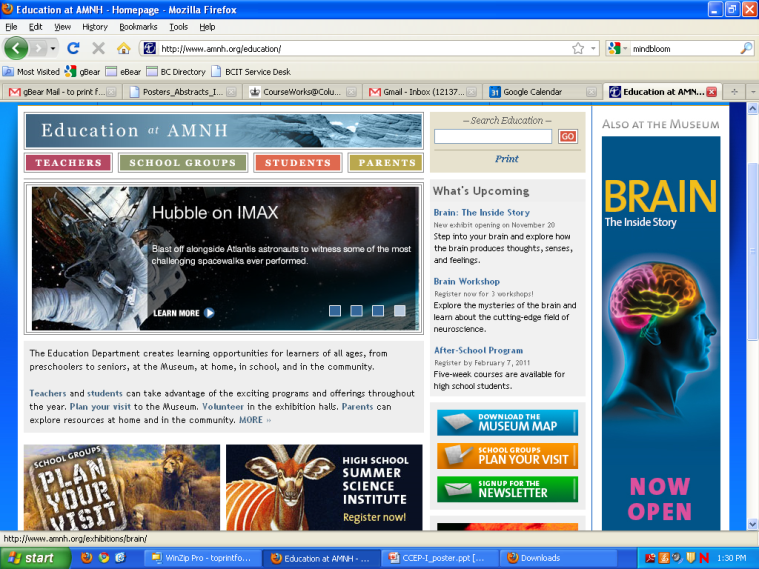 Education at AMNH - Homepage - Mozilla Firefox
File Edit View History Bookmarks Tools Help
http://www.amnh.org/education/
mindbloom
Most Visited gBear eBear BC Directory BCIT Service Desk
gBear Mail - to print f...
Posters_Abstracts_I...
CourseWorks@Colu...
Gmail - Inbox (12137...
31 Google Calendar
Education at AMN...
Education at AMNH
TEACHERS
SCHOOL GROUPS
STUDENTS
PARENTS
Hubble on IMAX
Blast off alongside Atlantis astronauts to witness some of the most
challenging spacewalks ever performed.
LEARN MORE
The Education Department creates learning opportunities for learners of all ages, from
preschoolers to seniors, at the Museum, at home, in school, and in the community.
Teachers and students can take advantage of the exciting programs and offerings throughout
the year. Plan your visit to the Museum. Volunteer in the exhibition halls. Parents can
explore resources at home and in the community. MORE »
SCHOOL GROUPS
PLAN
YOUR
VISIT
HIGH SCHOOL
SUMMER
SCIENCE
INSTITUTE
Register now!
– Search Education –
GO
Print
What's Upcoming
Brain: The Inside Story
New exhibit opening on November 20
Step into your brain and explore how
the brain produces thoughts, senses,
and feelings.
Brain Workshop
Register now for 3 workshops!
Explore the mysteries of the brain and
learn about the cutting-edge field of
neuroscience.
After-School Program
Register by February 7, 2011
Five-week courses are available for
high school students.
DOWNLOAD THE
MUSEUM MAP
SCHOOL GROUPS
PLAN YOUR VISIT
SIGNUP FOR THE
NEWSLETTER
ALSO AT THE MUSEUM
BRAIN
The Inside Story
NOW
OPEN
http://www.amnh.org/exhibitions/brain/
start
WinZip Pro - toprintfo...
Education at AMNH - ...
CCEP-I_poster.ppt [...
Downloads
1:30 PM